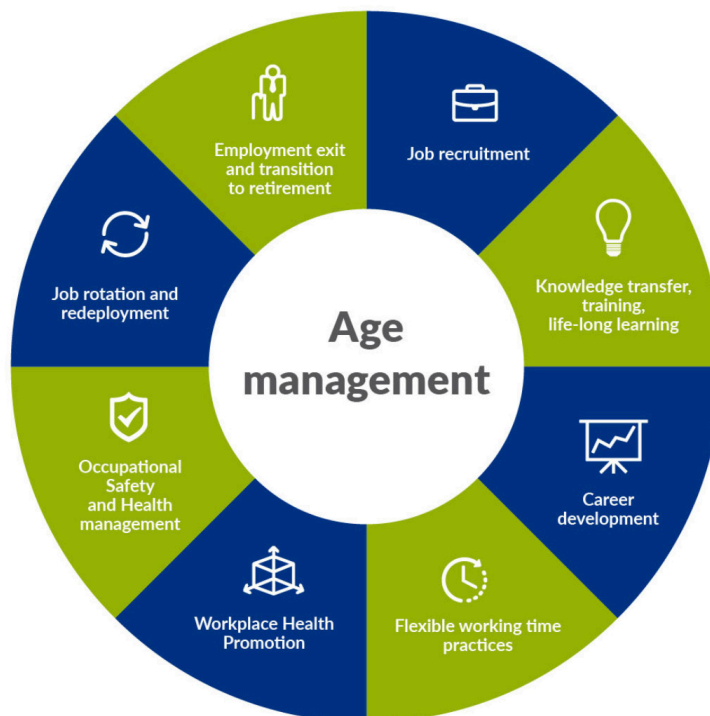 Age
management
Job recruitment
Knowledge transfer,
training,
life-long learning
Career
development
Flexible working time
practices
Workplace Health
Promotion
Occupational
Safety
and Health
management
Job rotation and
redeployment
Employment exit
and transition
to retirement